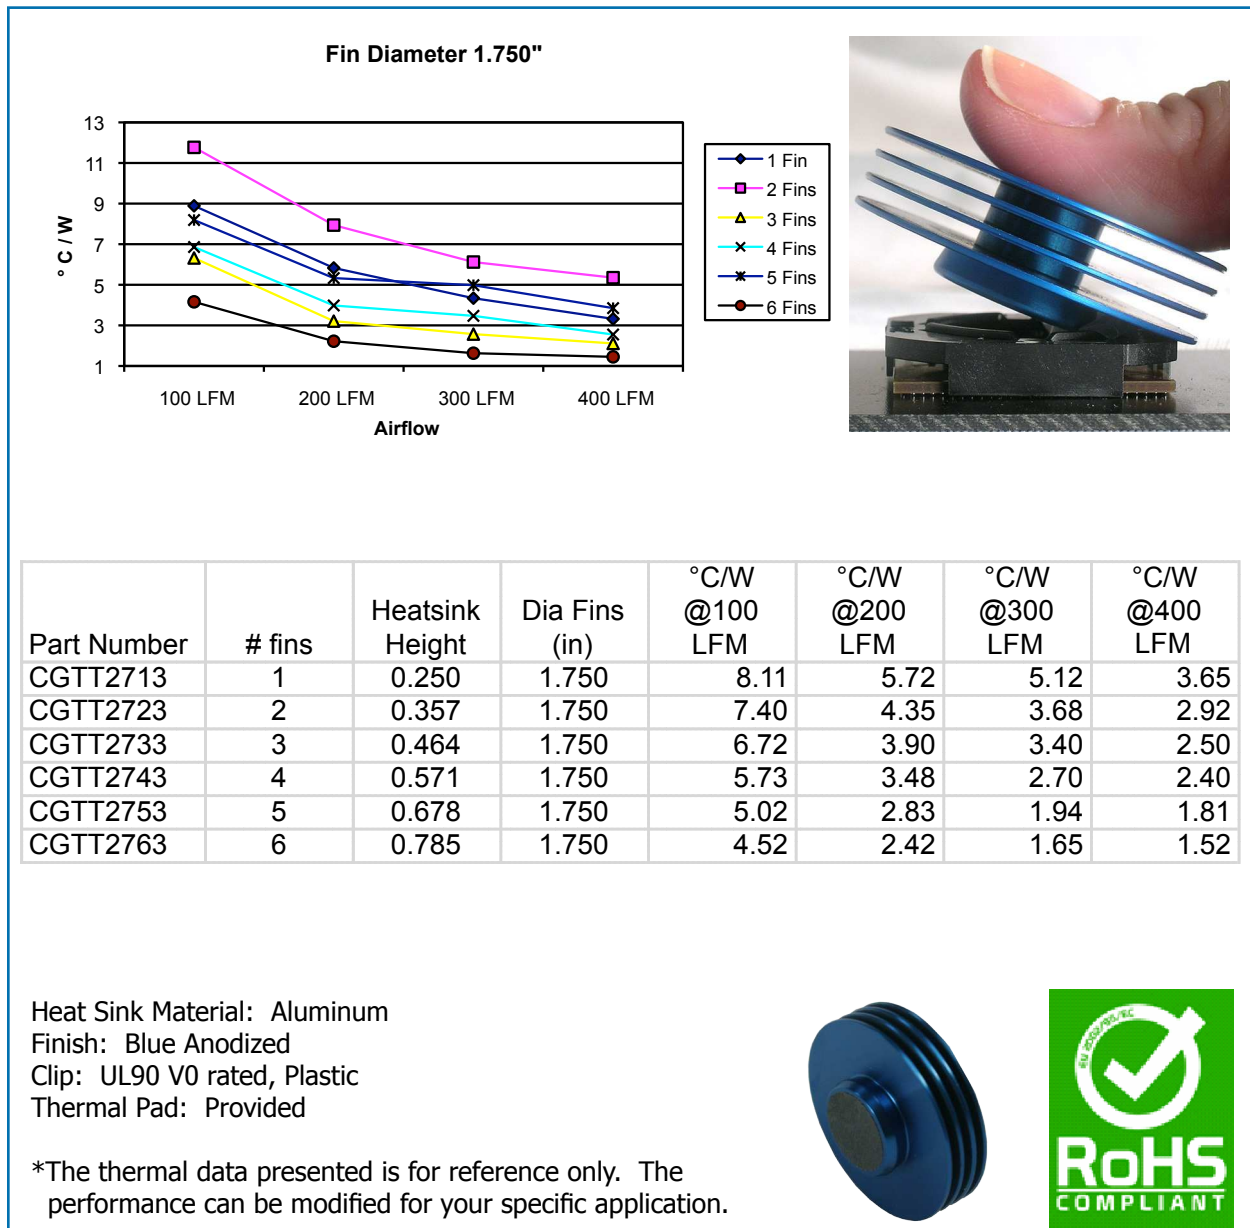 Fin Diameter 1.750"
13
11
9
7
5
3
1
° C / W
100 LFM 200 LFM 300 LFM 400 LFM
Airflow
1 Fin
2 Fins
3 Fins
4 Fins
5 Fins
6 Fins
Part Number # fins Heatsink Height Dia Fins (in) °C/W @100 LFM °C/W @200 LFM °C/W @300 LFM °C/W @400 LFM
CGTT2713 1 0.250 1.750 8.11 5.72 5.12 3.65
CGTT2723 2 0.357 1.750 7.40 4.35 3.68 2.92
CGTT2733 3 0.464 1.750 6.72 3.90 3.40 2.50
CGTT2743 4 0.571 1.750 5.73 3.48 2.70 2.40
CGTT2753 5 0.678 1.750 5.02 2.83 1.94 1.81
CGTT2763 6 0.785 1.750 4.52 2.42 1.65 1.52
Heat Sink Material: Aluminum
Finish: Blue Anodized
Clip: UL90 V0 rated, Plastic
Thermal Pad: Provided
*The thermal data presented is for reference only. The
performance can be modified for your specific application.
EU 2002/95/EC
RoHS
COMPLIANT